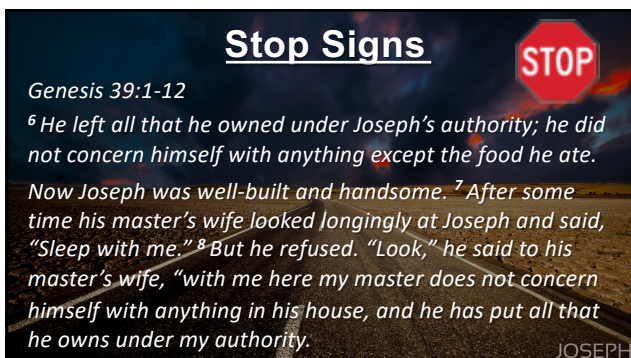 Stop Signs
STOP
Genesis 39:1-12
6 He left all that he owned under Joseph’s authority; he did
not concern himself with anything except the food he ate.
Now Joseph was well-built and handsome. 7 After some
time his master’s wife looked longingly at Joseph and said,
“Sleep with me.” 8 But he refused. “Look,” he said to his
master’s wife, “with me here my master does not concern
himself with anything in his house, and he has put all that
he owns under my authority.
JOSEPH